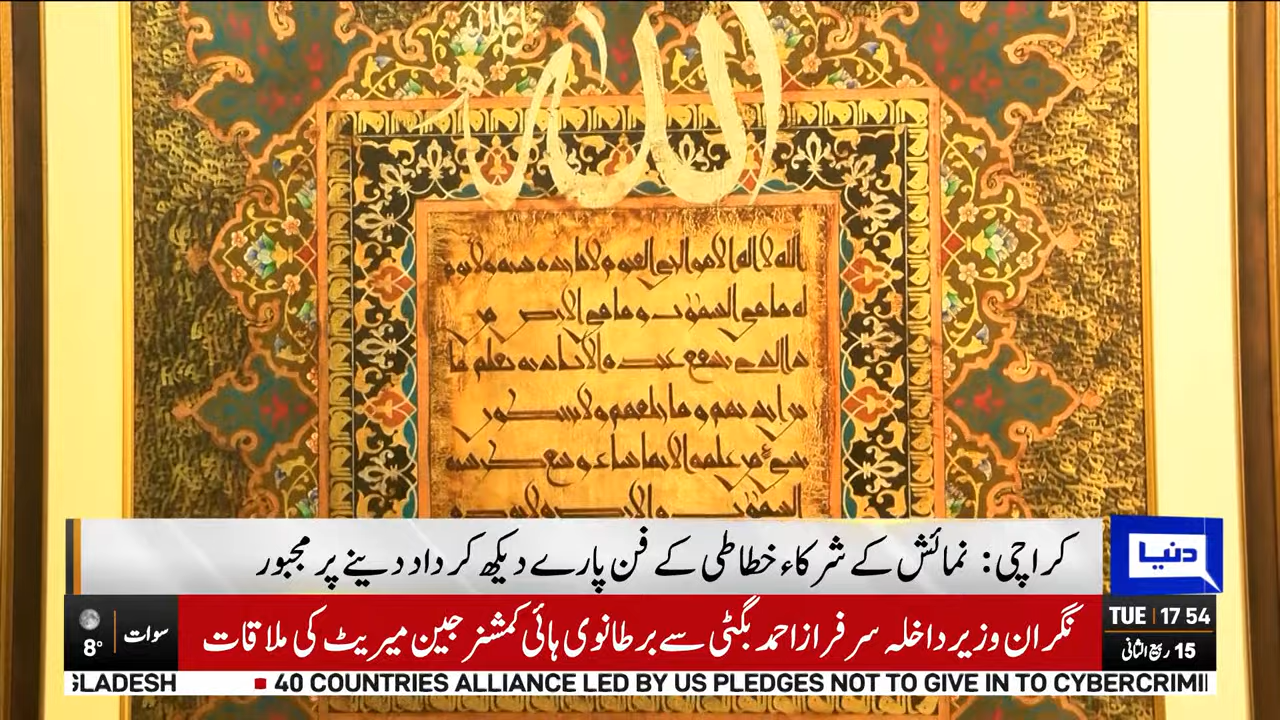 الله
الله لا اله الا هو الحي القيوم لا تاخذه سنة ولا نوم
له ما في السمٰوٰت وما في الارض من
ذا الذي يشفع عنده الا باذنه يعلم ما
بين ايديهم وما خلفهم ولا يحيطون
بشيء من علمه الا بما شاء وسع كرسيه
السمٰوٰت والارض ولا يوده
کراچی: نمائش کے شرکاء خطاطی کے فن پارے دیکھ کر داد دینے پر مجبور
دنیا
نگران وزیر داخلہ سرفراز احمد بگٹی سے برطانوی ہائی کمشنر جین میریٹ کی ملاقات
سوات 8°
TUE 17 54
15 ربیع الثانی
GLADESH ■ 40 COUNTRIES ALLIANCE LED BY US PLEDGES NOT TO GIVE IN TO CYBERCRIMI